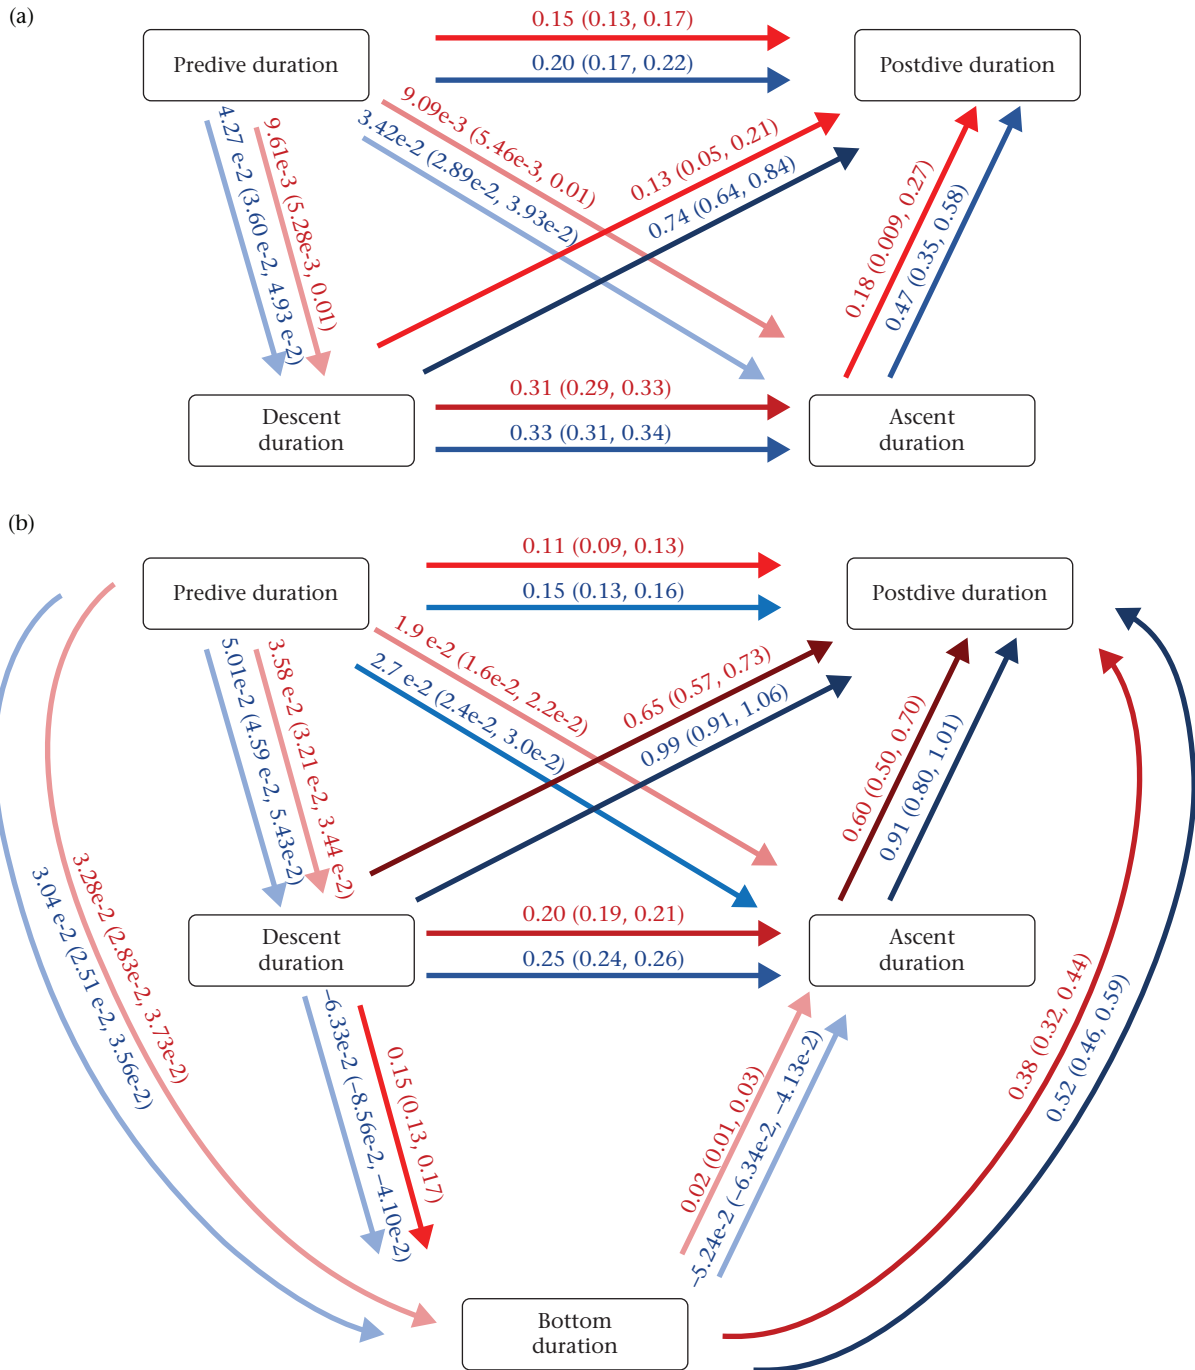 (a)
Predive duration
0.15 (0.13, 0.17)
0.20 (0.17, 0.22)
Postdive duration
4.27 e-2 (3.60 e-2, 4.93 e-2)
9.61e-3 (5.28e-3, 0.01)
9.09e-3 (5.46e-3, 0.01)
3.42e-2 (2.89e-2, 3.93e-2)
0.13 (0.05, 0.21)
0.74 (0.64, 0.84)
0.18 (0.009, 0.27)
0.47 (0.35, 0.58)
Descent
duration
0.31 (0.29, 0.33)
0.33 (0.31, 0.34)
Ascent
duration
(b)
Predive duration
0.11 (0.09, 0.13)
0.15 (0.13, 0.16)
Postdive duration
5.01e-2 (4.59 e-2, 5.43e-2)
3.58 e-2 (3.21 e-2, 3.44 e-2)
1.9 e-2 (1.6e-2, 2.2e-2)
2.7 e-2 (2.4e-2, 3.0e-2)
0.65 (0.57, 0.73)
0.99 (0.91, 1.06)
0.60 (0.50, 0.70)
0.91 (0.80, 1.01)
3.04 e-2 (2.51 e-2, 3.56e-2)
3.28e-2 (2.83e-2, 3.73e-2)
Descent
duration
0.20 (0.19, 0.21)
0.25 (0.24, 0.26)
Ascent
duration
−6.33e-2 (−8.56e-2, −4.10e-2)
0.15 (0.13, 0.17)
0.02 (0.01, 0.03)
−5.24e-2 (−6.34e-2, −4.13e-2)
0.38 (0.32, 0.44)
0.52 (0.46, 0.59)
Bottom
duration